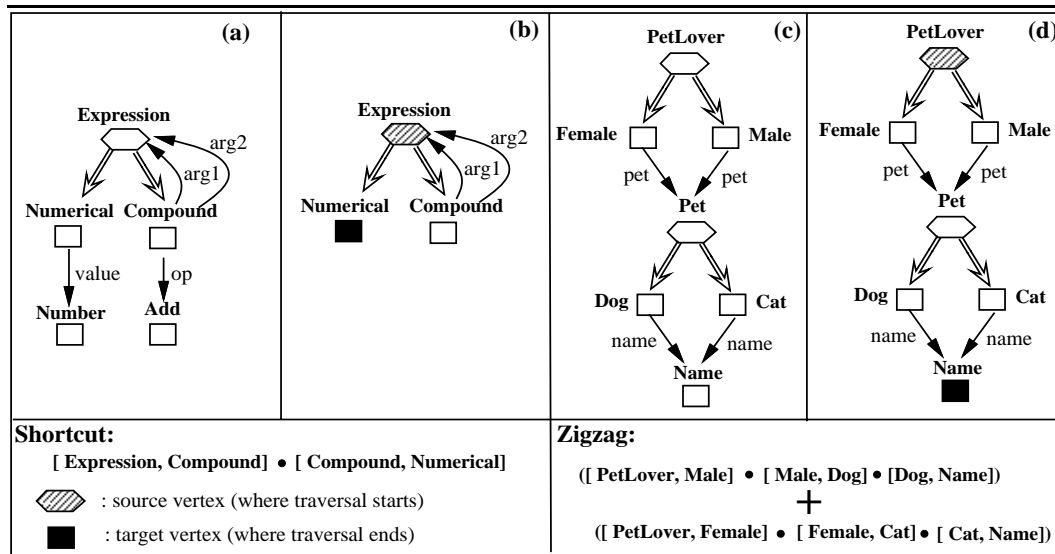 (a)
Expression
arg2
arg1
Numerical
Compound
value
op
Number
Add
(b)
Expression
arg2
arg1
Numerical
Compound
(c)
PetLover
Female
Male
pet
pet
Pet
Dog
Cat
name
name
Name
(d)
PetLover
Female
Male
pet
pet
Pet
Dog
Cat
name
name
Name
Shortcut:
[ Expression, Compound] • [ Compound, Numerical]
: source vertex (where traversal starts)
: target vertex (where traversal ends)
Zigzag:
([ PetLover, Male] • [ Male, Dog] • [Dog, Name])
+
([ PetLover, Female] • [ Female, Cat] • [ Cat, Name])